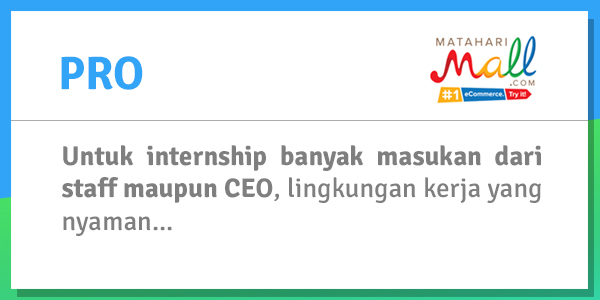 PRO
MATAHARI
Mall
.COM
#1 eCommerce. Try it!
Untuk internship banyak masukan dari
staff maupun CEO, lingkungan kerja yang
nyaman...